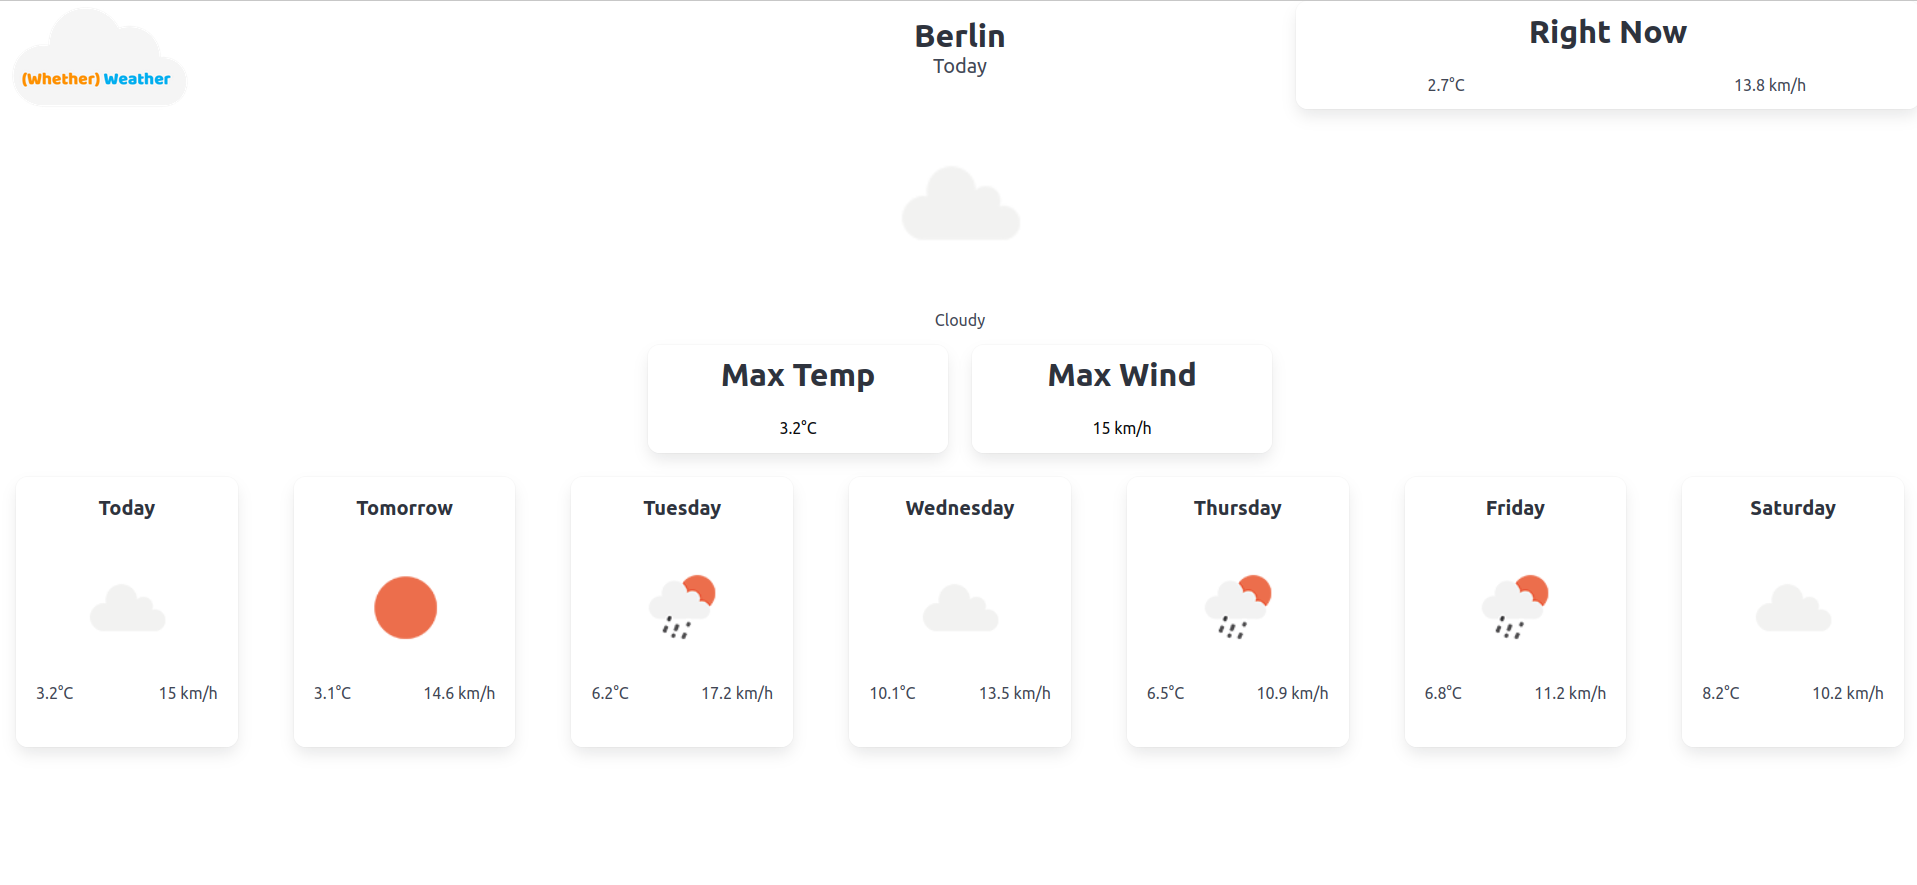 (Whether) Weather
Berlin
Today
Right Now
2.7°C 13.8 km/h
Cloudy
Max Temp
3.2°C
Max Wind
15 km/h
Today
3.2°C 15 km/h
Tomorrow
3.1°C 14.6 km/h
Tuesday
6.2°C 17.2 km/h
Wednesday
10.1°C 13.5 km/h
Thursday
6.5°C 10.9 km/h
Friday
6.8°C 11.2 km/h
Saturday
8.2°C 10.2 km/h